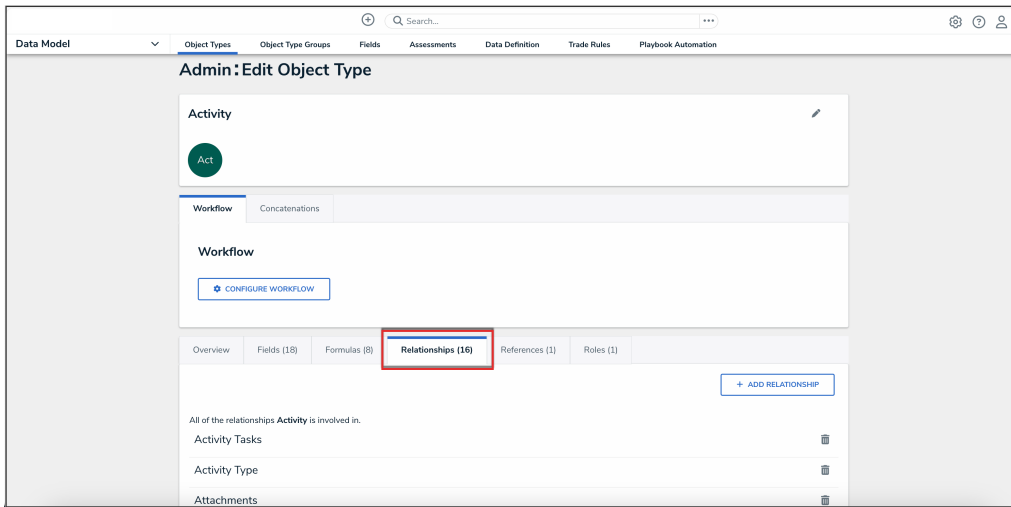 Search...
Data Model
Object Types Object Type Groups Fields Assessments Data Definition Trade Rules Playbook Automation
Admin:Edit Object Type
Activity
Act
Workflow Concatenations
Workflow
CONFIGURE WORKFLOW
Overview Fields (18) Formulas (8) Relationships (16) References (1) Roles (1)
+ ADD RELATIONSHIP
All of the relationships Activity is involved in.
Activity Tasks
Activity Type
Attachments